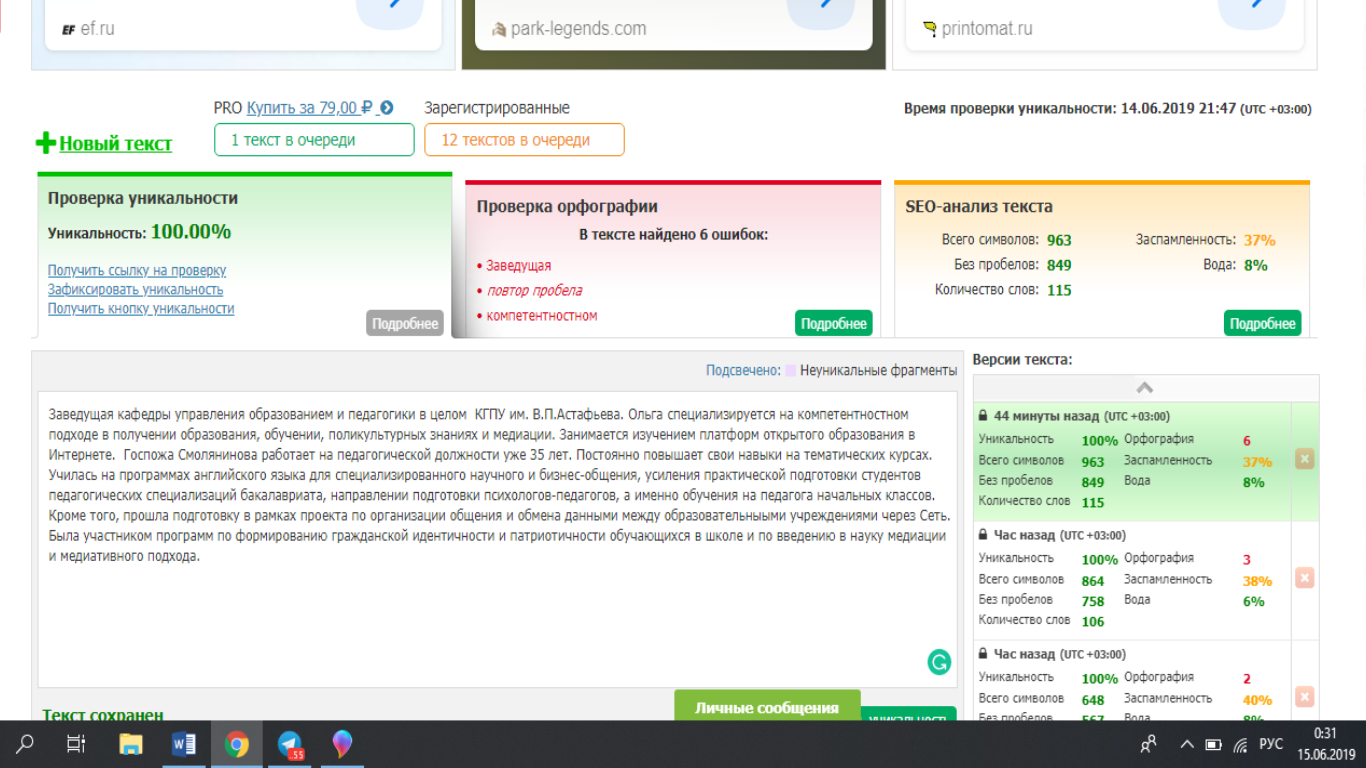 ef.ru
park-legends.com
printomat.ru
PRO Купить за 79,00 ₽
Зарегистрированные
Время проверки уникальности: 14.06.2019 21:47 (UTC +03:00)
Новый текст
1 текст в очереди
12 текстов в очереди
Проверка уникальности
Уникальность: 100.00%
Получить ссылку на проверку
Зафиксировать уникальность
Получить кнопку уникальности
Подробнее
Проверка орфографии
В тексте найдено 6 ошибок:
• Заведущая
• повтор пробела
• компетентностном
Подробнее
SEO-анализ текста
Всего символов: 963
Заспамленность: 37%
Без пробелов: 849
Вода: 8%
Количество слов: 115
Подробнее
Подсвечено: Неуникальные фрагменты
Заведущая кафедры управления образованием и педагогики в целом  КГПУ им. В.П.Астафьева. Ольга специализируется на компетентностном
подходе в получении образования, обучении, поликультурных знаниях и медиации. Занимается изучением платформ открытого образования в
Интернете.  Госпожа Смолянинова работает на педагогической должности уже 35 лет. Постоянно повышает свои навыки на тематических курсах.
Училась на программах английского языка для специализированного научного и бизнес-общения, усиления практической подготовки студентов
педагогических специализаций бакалавриата, направлении подготовки психологов-педагогов, а именно обучения на педагога начальных классов.
Кроме того, прошла подготовку в рамках проекта по организации общения и обмена данными между образовательныыми учреждениями через Сеть.
Была участником программ по формированию гражданской идентичности и патриотичности обучающихся в школе и по введению в науку медиации
и медиативного подхода.
Текст сохранен
Личные сообщения
уникальность
Версии текста:
44 минуты назад (UTC +03:00)
Уникальность 100% Орфография 6
Всего символов 963 Заспамленность 37%
Без пробелов 849 Вода 8%
Количество слов 115
Час назад (UTC +03:00)
Уникальность 100% Орфография 3
Всего символов 864 Заспамленность 38%
Без пробелов 758 Вода 6%
Количество слов 106
Час назад (UTC +03:00)
Уникальность 100% Орфография 2
Всего символов 648 Заспамленность 40%
Без пробелов 567 Вода 8%
..55
РУС
0:31
15.06.2019